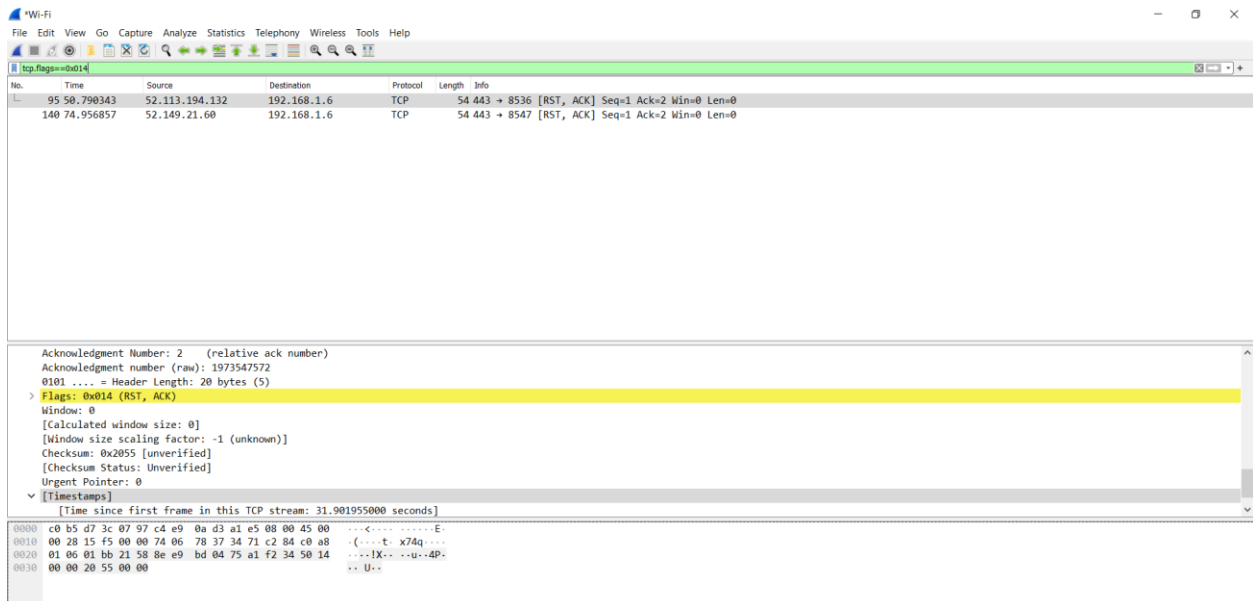 *Wi-Fi
File Edit View Go Capture Analyze Statistics Telephony Wireless Tools Help
tcp.flags==0x014
No. Time Source Destination Protocol Length Info
95 50.790343 52.113.194.132 192.168.1.6 TCP 54 443 → 8536 [RST, ACK] Seq=1 Ack=2 Win=0 Len=0
140 74.956857 52.149.21.60 192.168.1.6 TCP 54 443 → 8547 [RST, ACK] Seq=1 Ack=2 Win=0 Len=0
Acknowledgment Number: 2 (relative ack number)
Acknowledgment number (raw): 1973547572
0101 .... = Header Length: 20 bytes (5)
Flags: 0x014 (RST, ACK)
Window: 0
[Calculated window size: 0]
[Window size scaling factor: -1 (unknown)]
Checksum: 0x2055 [unverified]
[Checksum Status: Unverified]
Urgent Pointer: 0
[Timestamps]
[Time since first frame in this TCP stream: 31.901955000 seconds]
0000 c0 b5 d7 3c 07 97 c4 e9 0a d3 a1 e5 08 00 45 00 ···<···· ······E·
0010 00 28 15 f5 00 00 74 06 78 37 34 71 c2 84 c0 a8 ·(····t· x74q····
0020 01 06 01 bb 21 58 8e e9 bd 04 75 a1 f2 34 50 14 ····!X·· ··u··4P·
0030 00 00 20 55 00 00 ·· U··